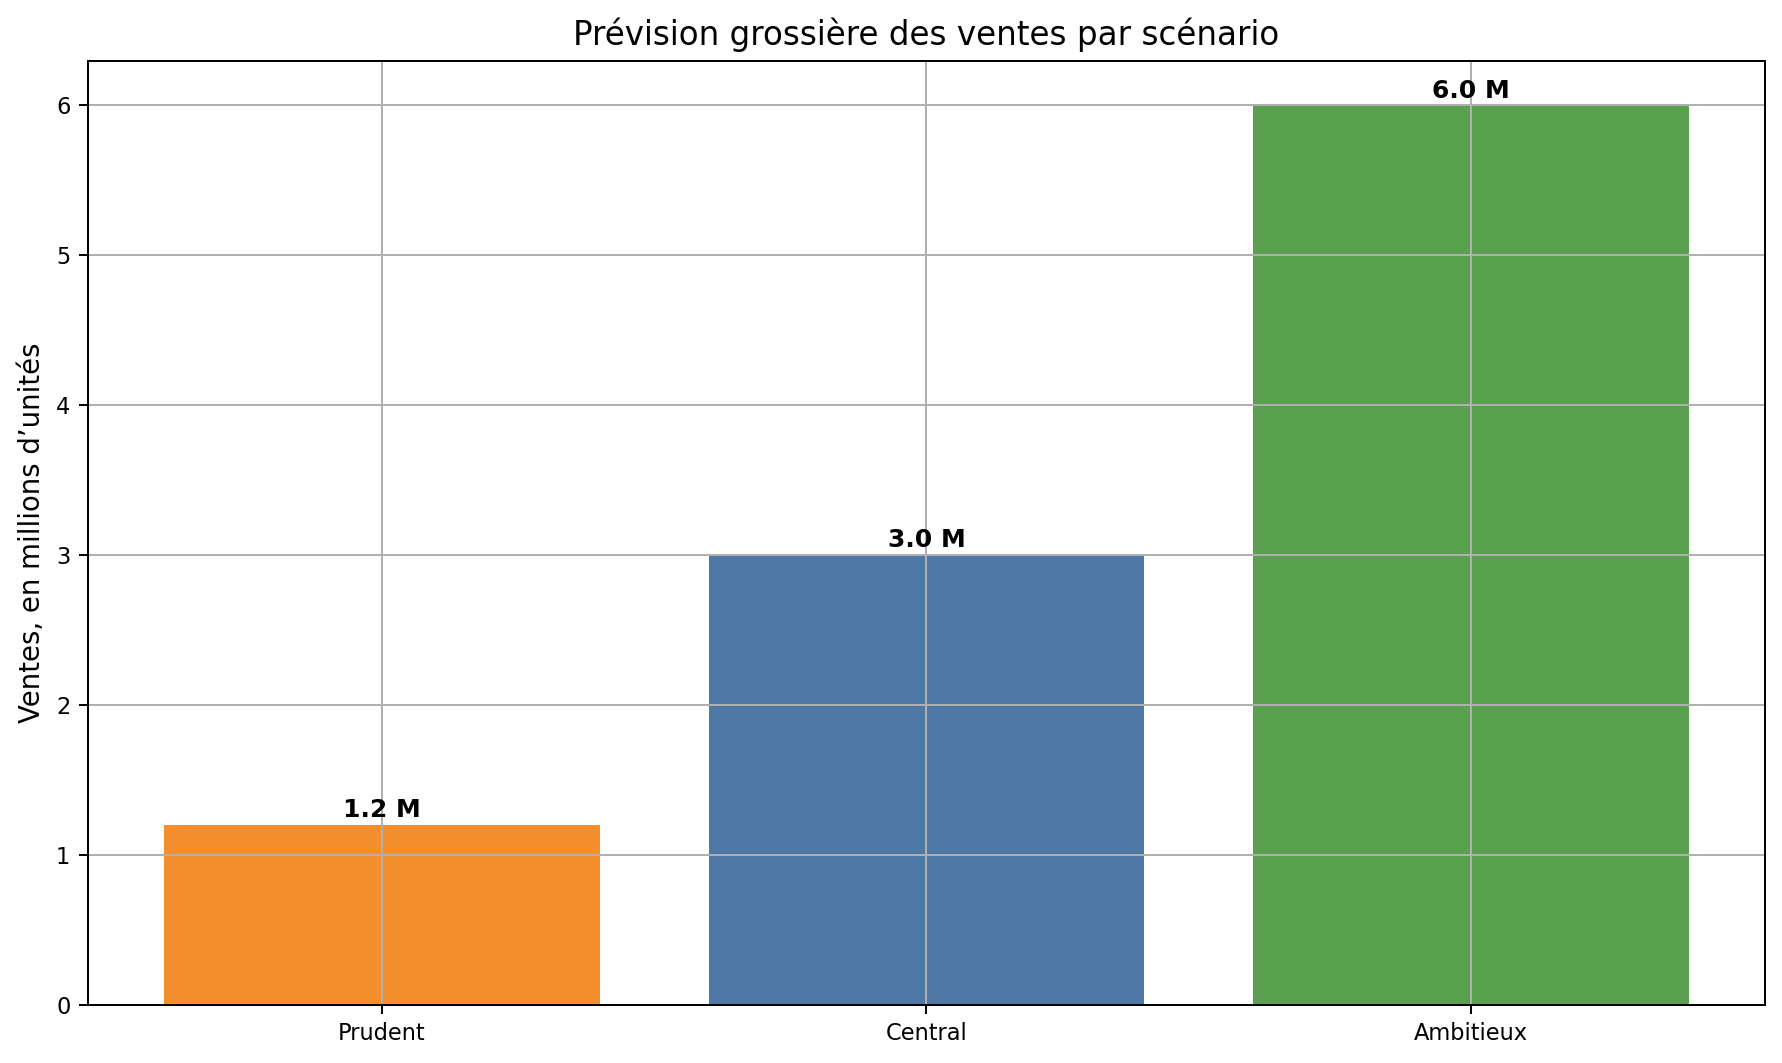 Prévision grossière des ventes par scénario
Ventes, en millions d’unités
6
5
4
3
2
1
0
1.2 M
3.0 M
6.0 M
Prudent
Central
Ambitieux